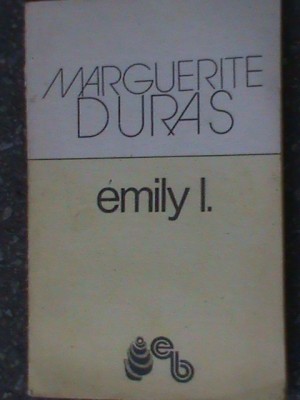 MARGUERITE
DURAS
émily l.
eb